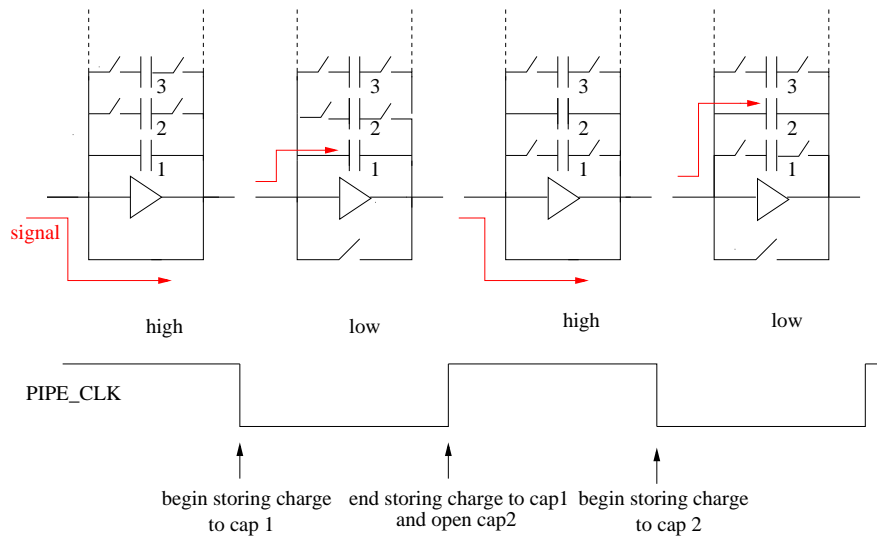 3
3
3
3
2
2
2
2
1
1
1
1
signal
high
low
high
low
PIPE_CLK
begin storing charge
to cap 1
end storing charge to cap1
and open cap2
begin storing charge
to cap 2